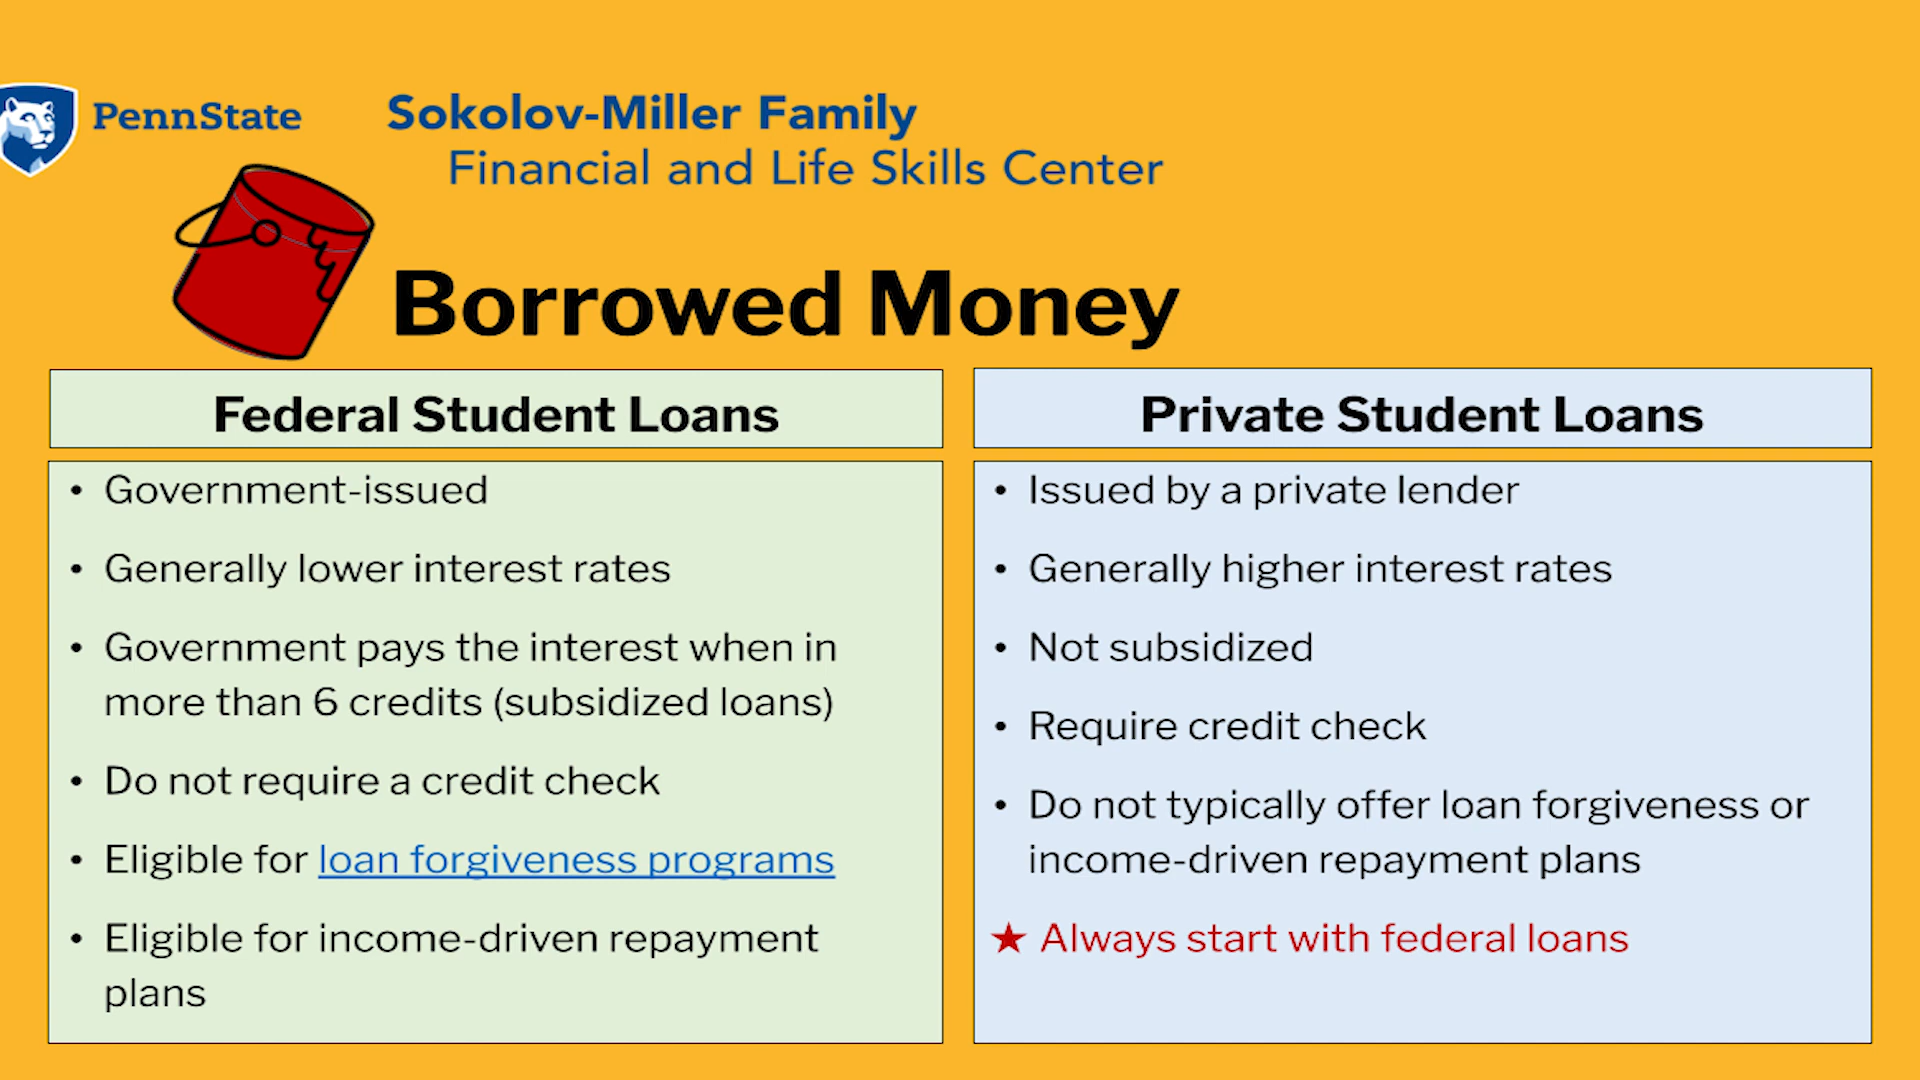 PennState
Sokolov-Miller Family
Financial and Life Skills Center
Borrowed Money
Federal Student Loans
• Government-issued
• Generally lower interest rates
• Government pays the interest when in
more than 6 credits (subsidized loans)
• Do not require a credit check
• Eligible for loan forgiveness programs
• Eligible for income-driven repayment
plans
Private Student Loans
• Issued by a private lender
• Generally higher interest rates
• Not subsidized
• Require credit check
• Do not typically offer loan forgiveness or
income-driven repayment plans
★ Always start with federal loans